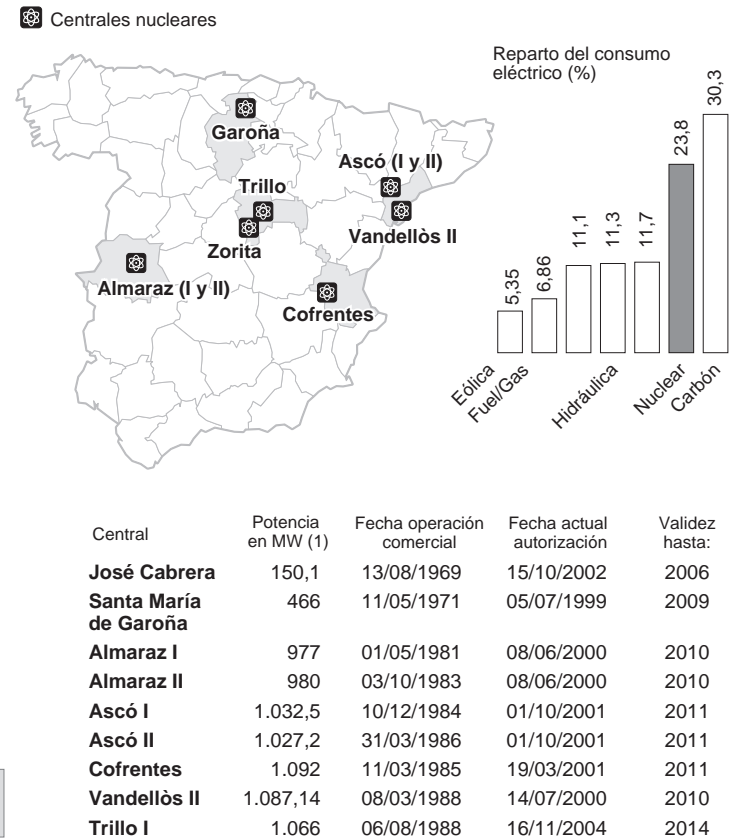 Centrales nucleares
Reparto del consumo
eléctrico (%)
Garoña
Ascó (I y II)
Trillo
Vandellòs II
Zorita
Almaraz (I y II)
Cofrentes
5,35
6,86
11,1
11,3
11,7
23,8
30,3
Eólica
Fuel/Gas
Hidráulica
Nuclear
Carbón
Central Potencia en MW (1) Fecha operación comercial Fecha actual autorización Validez hasta:
José Cabrera 150,1 13/08/1969 15/10/2002 2006
Santa María 466 11/05/1971 05/07/1999 2009
de Garoña
Almaraz I 977 01/05/1981 08/06/2000 2010
Almaraz II 980 03/10/1983 08/06/2000 2010
Ascó I 1.032,5 10/12/1984 01/10/2001 2011
Ascó II 1.027,2 31/03/1986 01/10/2001 2011
Cofrentes 1.092 11/03/1985 19/03/2001 2011
Vandellòs II 1.087,14 08/03/1988 14/07/2000 2010
Trillo I 1.066 06/08/1988 16/11/2004 2014